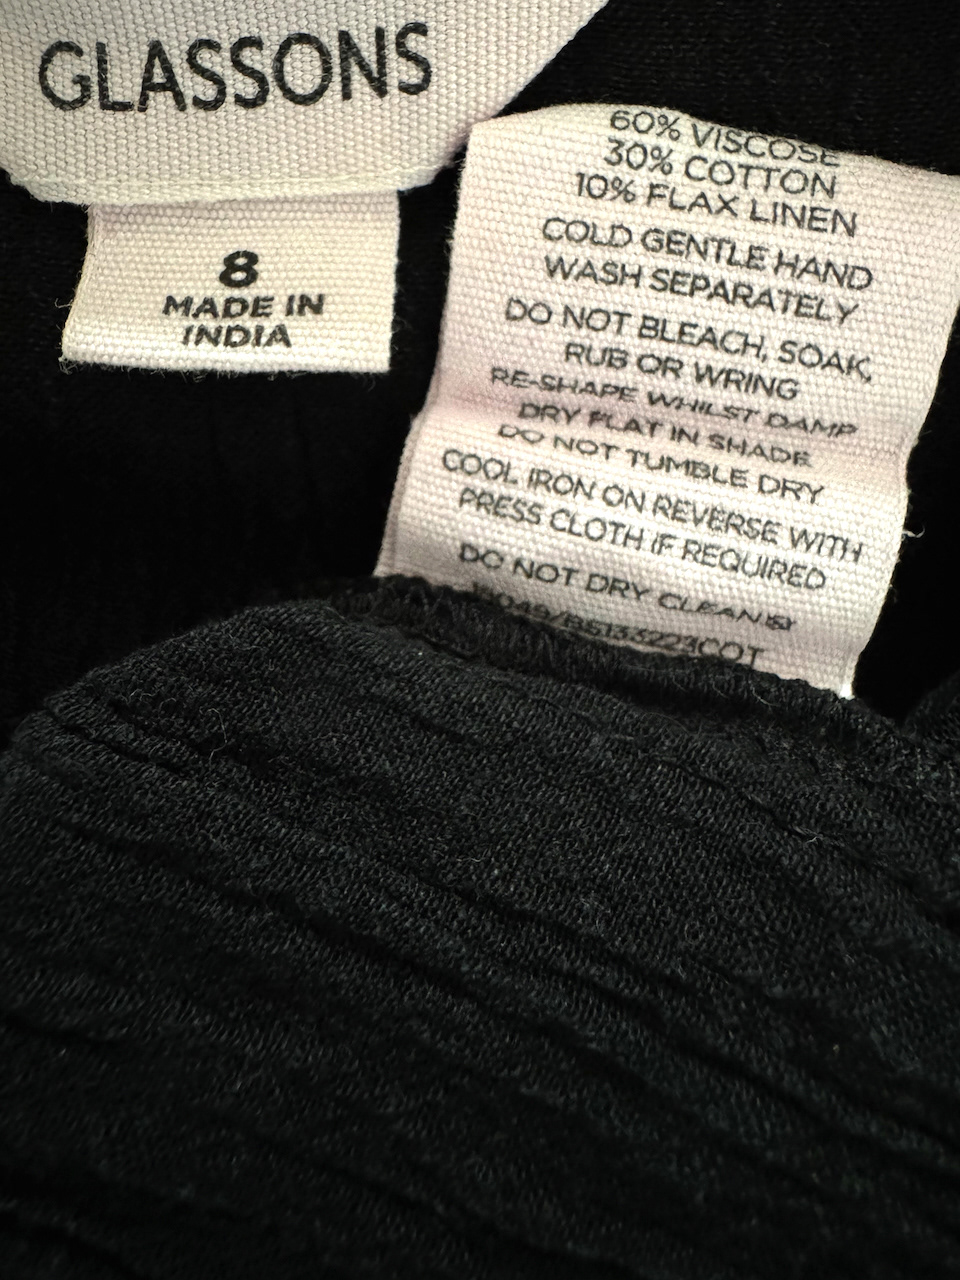 GLASSONS
8
MADE IN
INDIA
60% VISCOSE
30% COTTON
10% FLAX LINEN
COLD GENTLE HAND
WASH SEPARATELY
DO NOT BLEACH, SOAK,
RUB OR WRING
RE-SHAPE WHILST DAMP
DRY FLAT IN SHADE
DO NOT TUMBLE DRY
COOL IRON ON REVERSE WITH
PRESS CLOTH IF REQUIRED
DO NOT DRY CLEAN